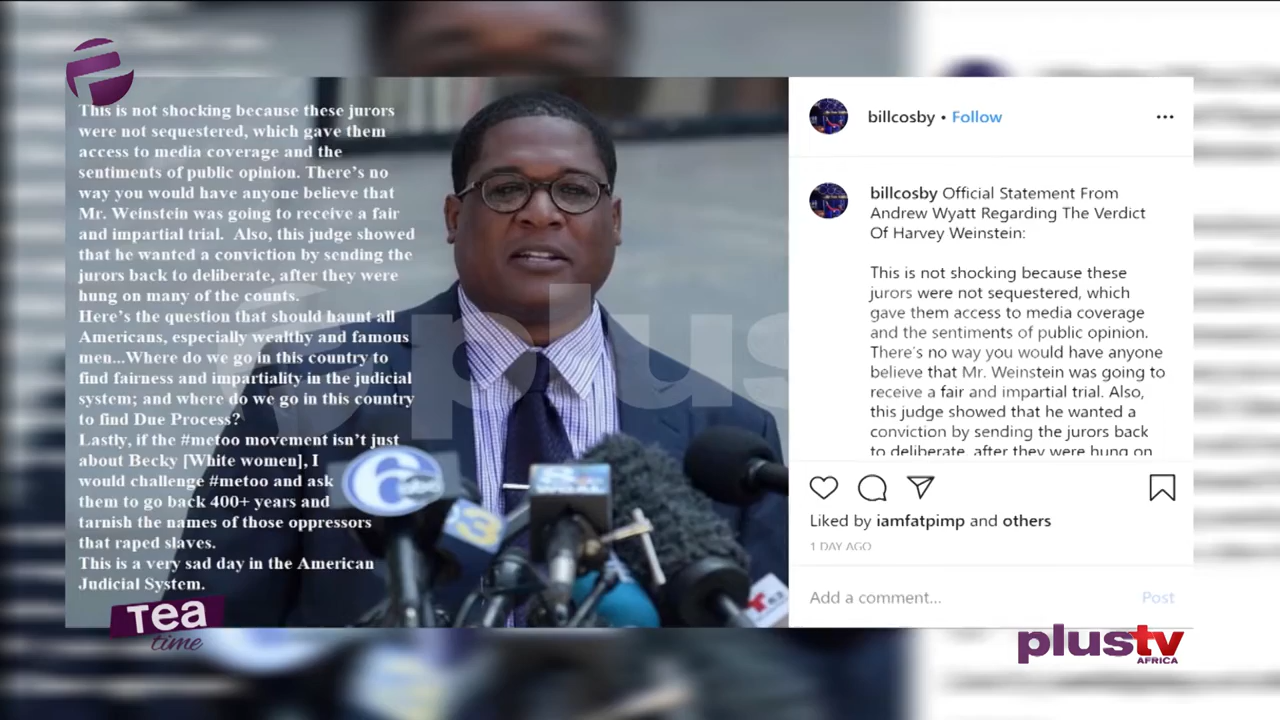 This is not shocking because these jurors
were not sequestered, which gave them
access to media coverage and the
sentiments of public opinion. There's no
way you would have anyone believe that
Mr. Weinstein was going to receive a fair
and impartial trial.  Also, this judge showed
that he wanted a conviction by sending the
jurors back to deliberate, after they were
hung on many of the counts.
Here's the question that should haunt all
Americans, especially wealthy and famous
men...Where do we go in this country to
find fairness and impartiality in the judicial
system; and where do we go in this country
to find Due Process?
Lastly, if the #metoo movement isn't just
about Becky [White women], I
would challenge #metoo and ask
them to go back 400+ years and
tarnish the names of those oppressors
that raped slaves.
This is a very sad day in the American
Judicial System.
plus
6
3
billcosby • Follow
billcosby Official Statement From
Andrew Wyatt Regarding The Verdict
Of Harvey Weinstein:
This is not shocking because these
jurors were not sequestered, which
gave them access to media coverage
and the sentiments of public opinion.
There's no way you would have anyone
believe that Mr. Weinstein was going to
receive a fair and impartial trial. Also,
this judge showed that he wanted a
conviction by sending the jurors back
to deliberate, after they were hung on
Liked by iamfatpimp and others
1 DAY AGO
Add a comment... Post
Tea
time
plustv
AFRICA